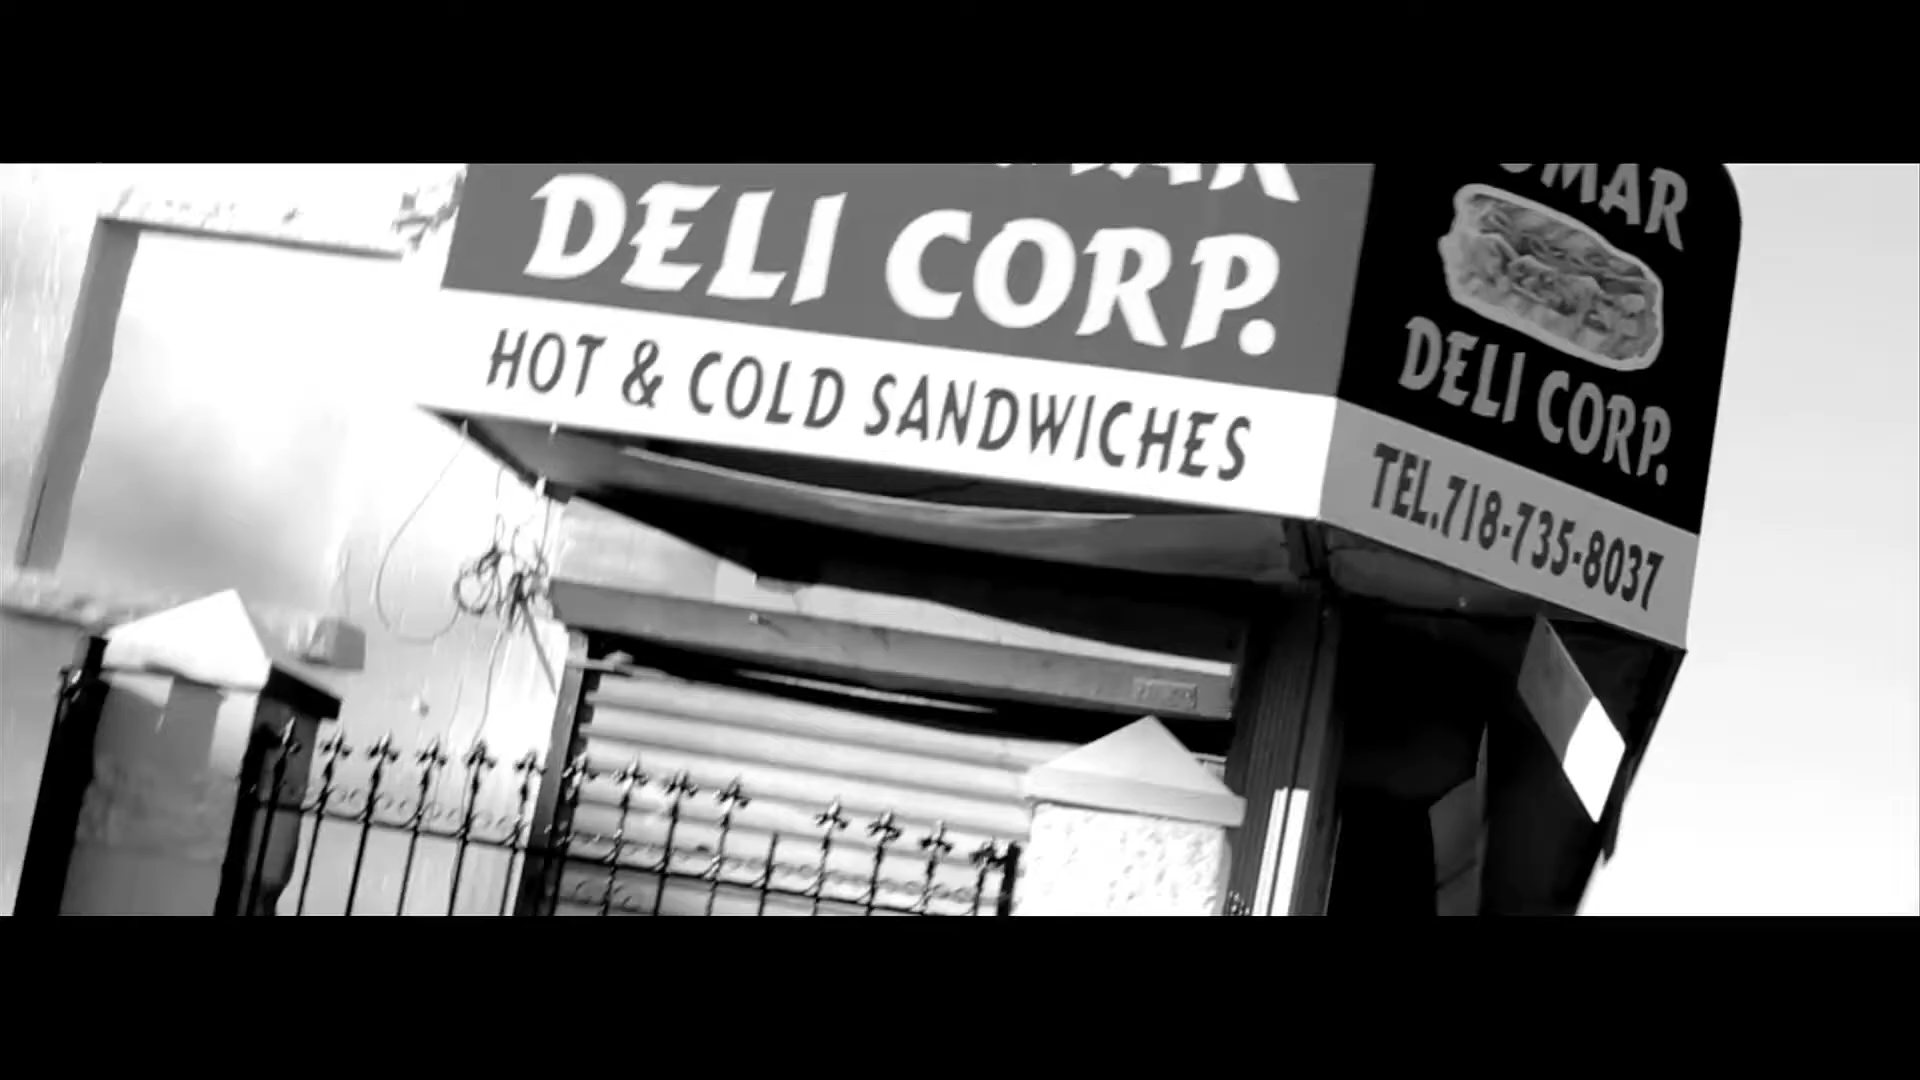 DELI CORP.
HOT & COLD SANDWICHES
OMAR
DELI CORP.
TEL.718-735-8037